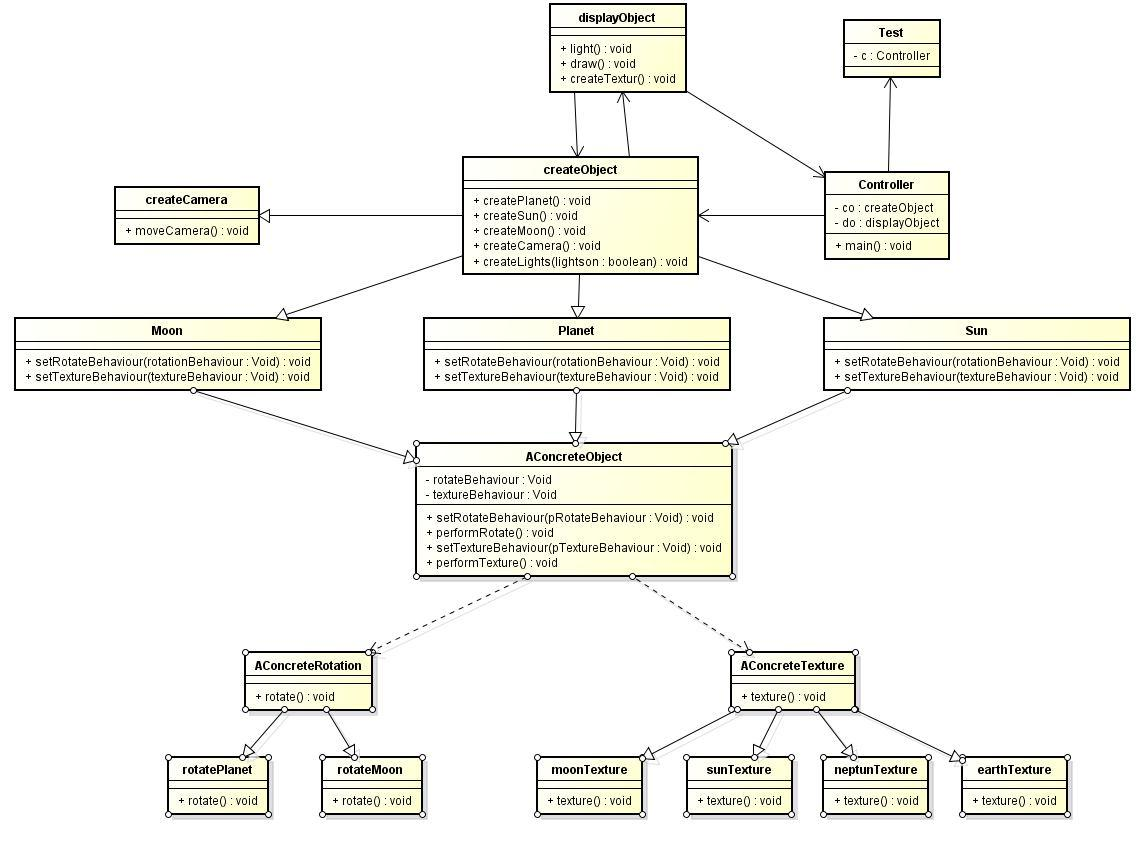 displayObject
+ light() : void
+ draw() : void
+ createTextur() : void
Test
- c : Controller
createObject
+ createPlanet() : void
+ createSun() : void
+ createMoon() : void
+ createCamera() : void
+ createLights(lightson : boolean) : void
createCamera
+ moveCamera() : void
Controller
- co : createObject
- do : displayObject
+ main() : void
Moon
+ setRotateBehaviour(rotationBehaviour : Void) : void
+ setTextureBehaviour(textureBehaviour : Void) : void
Planet
+ setRotateBehaviour(rotationBehaviour : Void) : void
+ setTextureBehaviour(textureBehaviour : Void) : void
Sun
+ setRotateBehaviour(rotationBehaviour : Void) : void
+ setTextureBehaviour(textureBehaviour : Void) : void
AConcreteObject
- rotateBehaviour : Void
- textureBehaviour : Void
+ setRotateBehaviour(pRotateBehaviour : Void) : void
+ performRotate() : void
+ setTextureBehaviour(pTextureBehaviour : Void) : void
+ performTexture() : void
AConcreteRotation
+ rotate() : void
AConcreteTexture
+ texture() : void
rotatePlanet
+ rotate() : void
rotateMoon
+ rotate() : void
moonTexture
+ texture() : void
sunTexture
+ texture() : void
neptunTexture
+ texture() : void
earthTexture
+ texture() : void